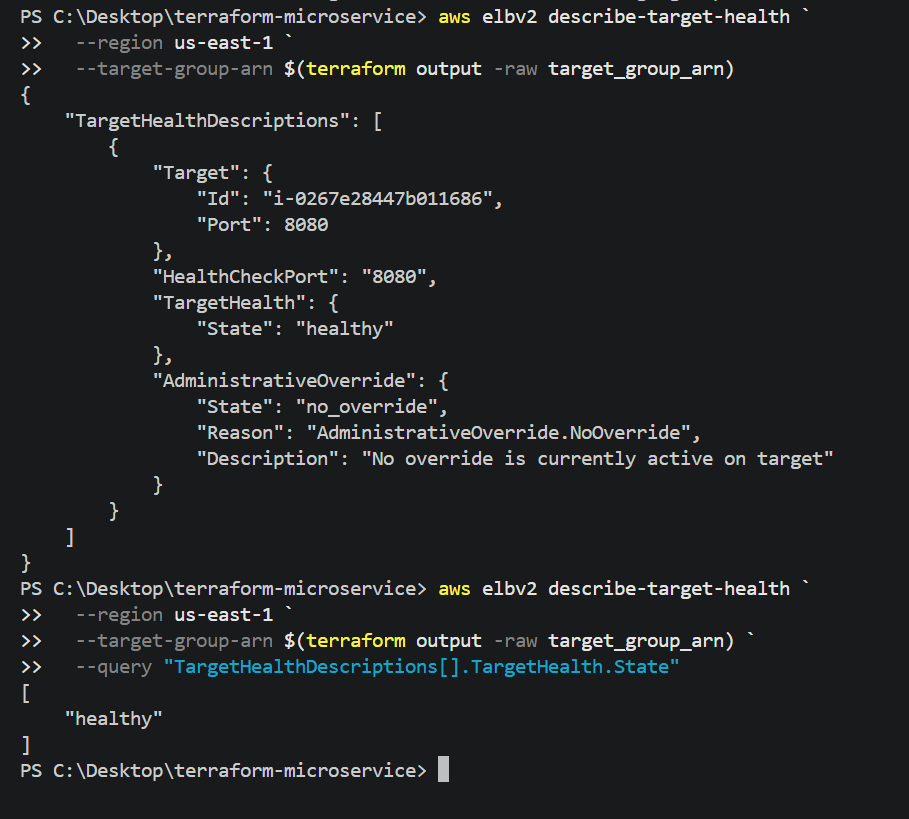 PS C:\Desktop\terraform-microservice> aws elbv2 describe-target-health `
>>   --region us-east-1 `
>>   --target-group-arn $(terraform output -raw target_group_arn)
{
    "TargetHealthDescriptions": [
        {
            "Target": {
                "Id": "i-0267e28447b011686",
                "Port": 8080
            },
            "HealthCheckPort": "8080",
            "TargetHealth": {
                "State": "healthy"
            },
            "AdministrativeOverride": {
                "State": "no_override",
                "Reason": "AdministrativeOverride.NoOverride",
                "Description": "No override is currently active on target"
            }
        }
    ]
}
PS C:\Desktop\terraform-microservice> aws elbv2 describe-target-health `
>>   --region us-east-1 `
>>   --target-group-arn $(terraform output -raw target_group_arn) `
>>   --query "TargetHealthDescriptions[].TargetHealth.State"
[
    "healthy"
]
PS C:\Desktop\terraform-microservice>